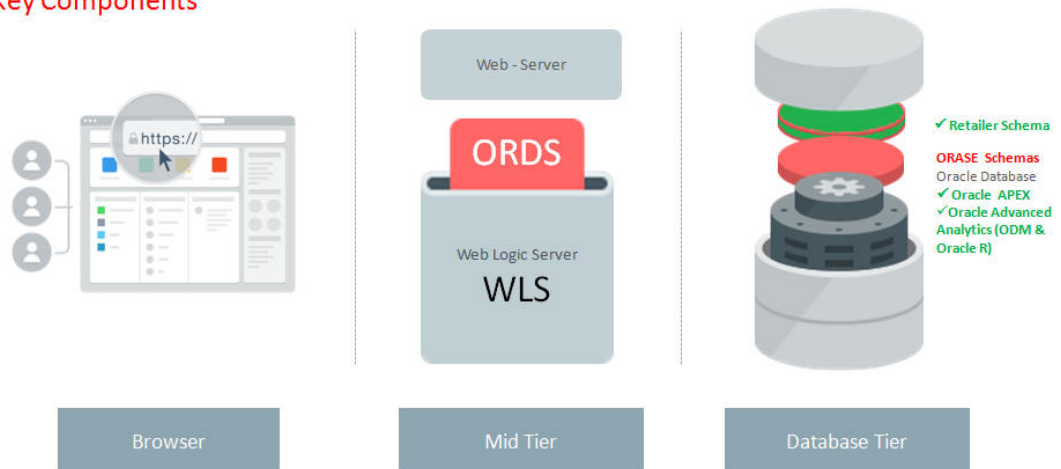 Key Components
https://
Web - Server
ORDS
Web Logic Server
WLS
✓ Retailer Schema
ORASE Schemas
Oracle Database
✓ Oracle APEX
✓Oracle Advanced
Analytics (ODM &
Oracle R)
Browser
Mid Tier
Database Tier